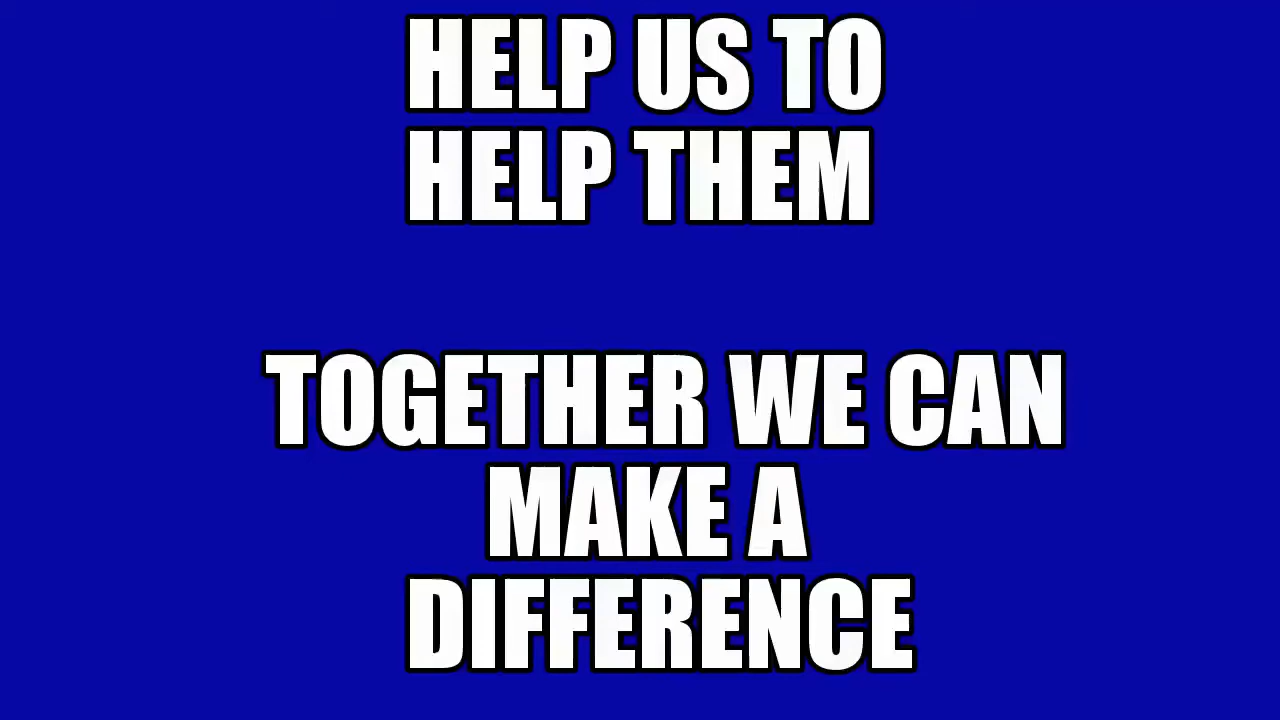 HELP US TO
HELP THEM
TOGETHER WE CAN
MAKE A
DIFFERENCE